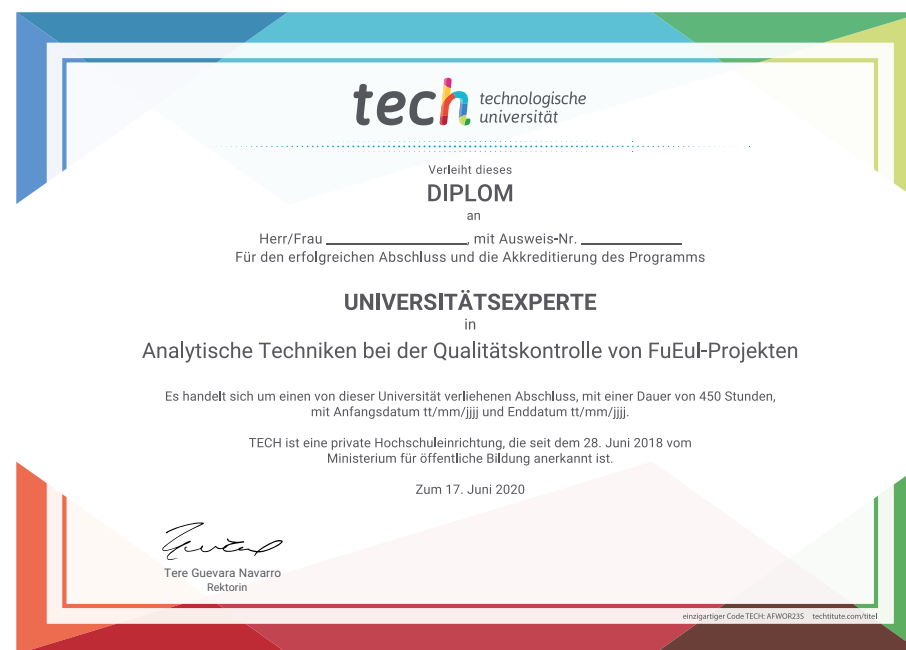 tech technologische
universität
Verleiht dieses
DIPLOM
an
Herr/Frau ____________, mit Ausweis-Nr. ____________
Für den erfolgreichen Abschluss und die Akkreditierung des Programms
UNIVERSITÄTSEXPERTE
in
Analytische Techniken bei der Qualitätskontrolle von FuEuI-Projekten
Es handelt sich um einen von dieser Universität verliehenen Abschluss, mit einer Dauer von 450 Stunden,
mit Anfangsdatum tt/mm/jjjj und Enddatum tt/mm/jjjj.
TECH ist eine private Hochschuleinrichtung, die seit dem 28. Juni 2018 vom
Ministerium für öffentliche Bildung anerkannt ist.
Zum 17. Juni 2020
Tere Guevara Navarro
Rektorin
einzigartiger Code TECH: AFWOR23S techtitute.com/titel